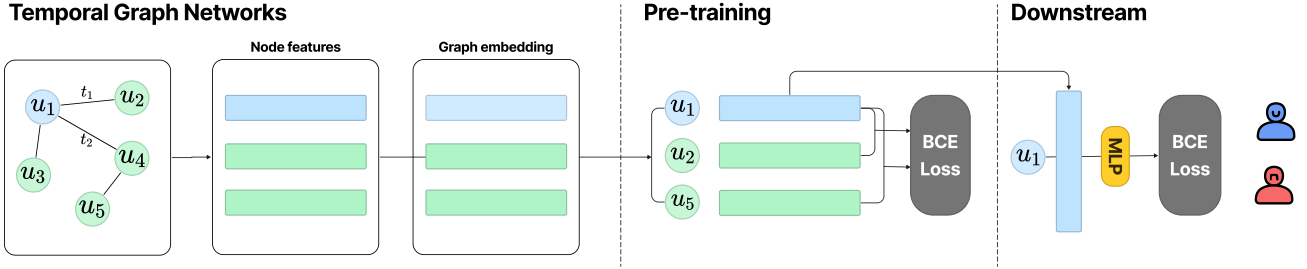 Temporal Graph Networks
Pre-training
Downstream
Node features
Graph embedding
u1
t1
u2
t2
u4
u3
u5
u1
u2
u5
BCE
Loss
u1
MLP
BCE
Loss